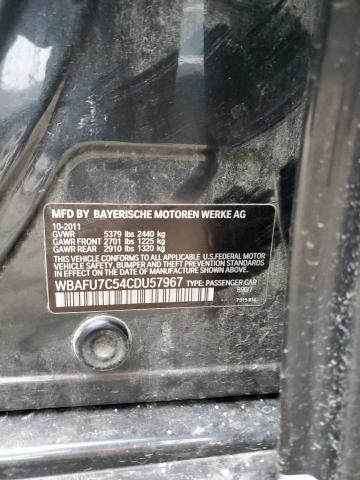 MFD BY BAYERISCHE MOTOREN WERKE AG
10-2011
GVWR 5379 lbs 2440 kg
GAWR FRONT 2701 lbs 1225 kg
GAWR REAR 2910 lbs 1320 kg
THIS VEHICLE CONFORMS TO ALL APPLICABLE U.S.FEDERAL MOTOR
VEHICLE SAFETY, BUMPER, AND THEFT PREVENTION STANDARDS
IN EFFECT ON THE DATE OF MANUFACTURE SHOWN ABOVE.
WBAFU7C54CDU57967 TYPE: PASSENGER CAR